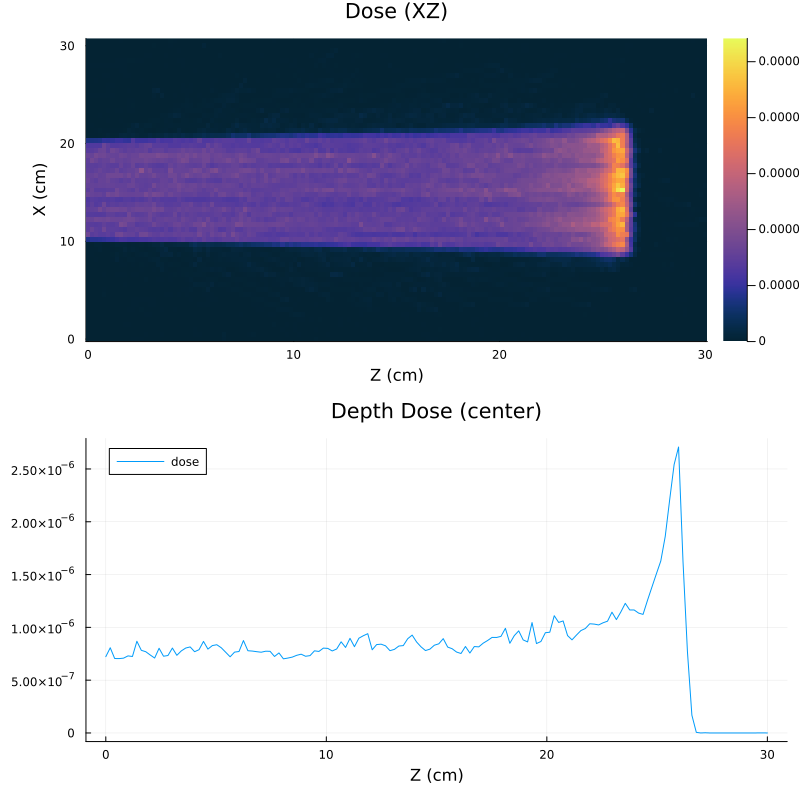 Dose (XZ)
30
20
10
0
X (cm)
0 10 20 30
Z (cm)
0.0000
0.0000
0.0000
0.0000
0.0000
0
Depth Dose (center)
dose
2.50×10⁻⁶
2.00×10⁻⁶
1.50×10⁻⁶
1.00×10⁻⁶
5.00×10⁻⁷
0
0 10 20 30
Z (cm)